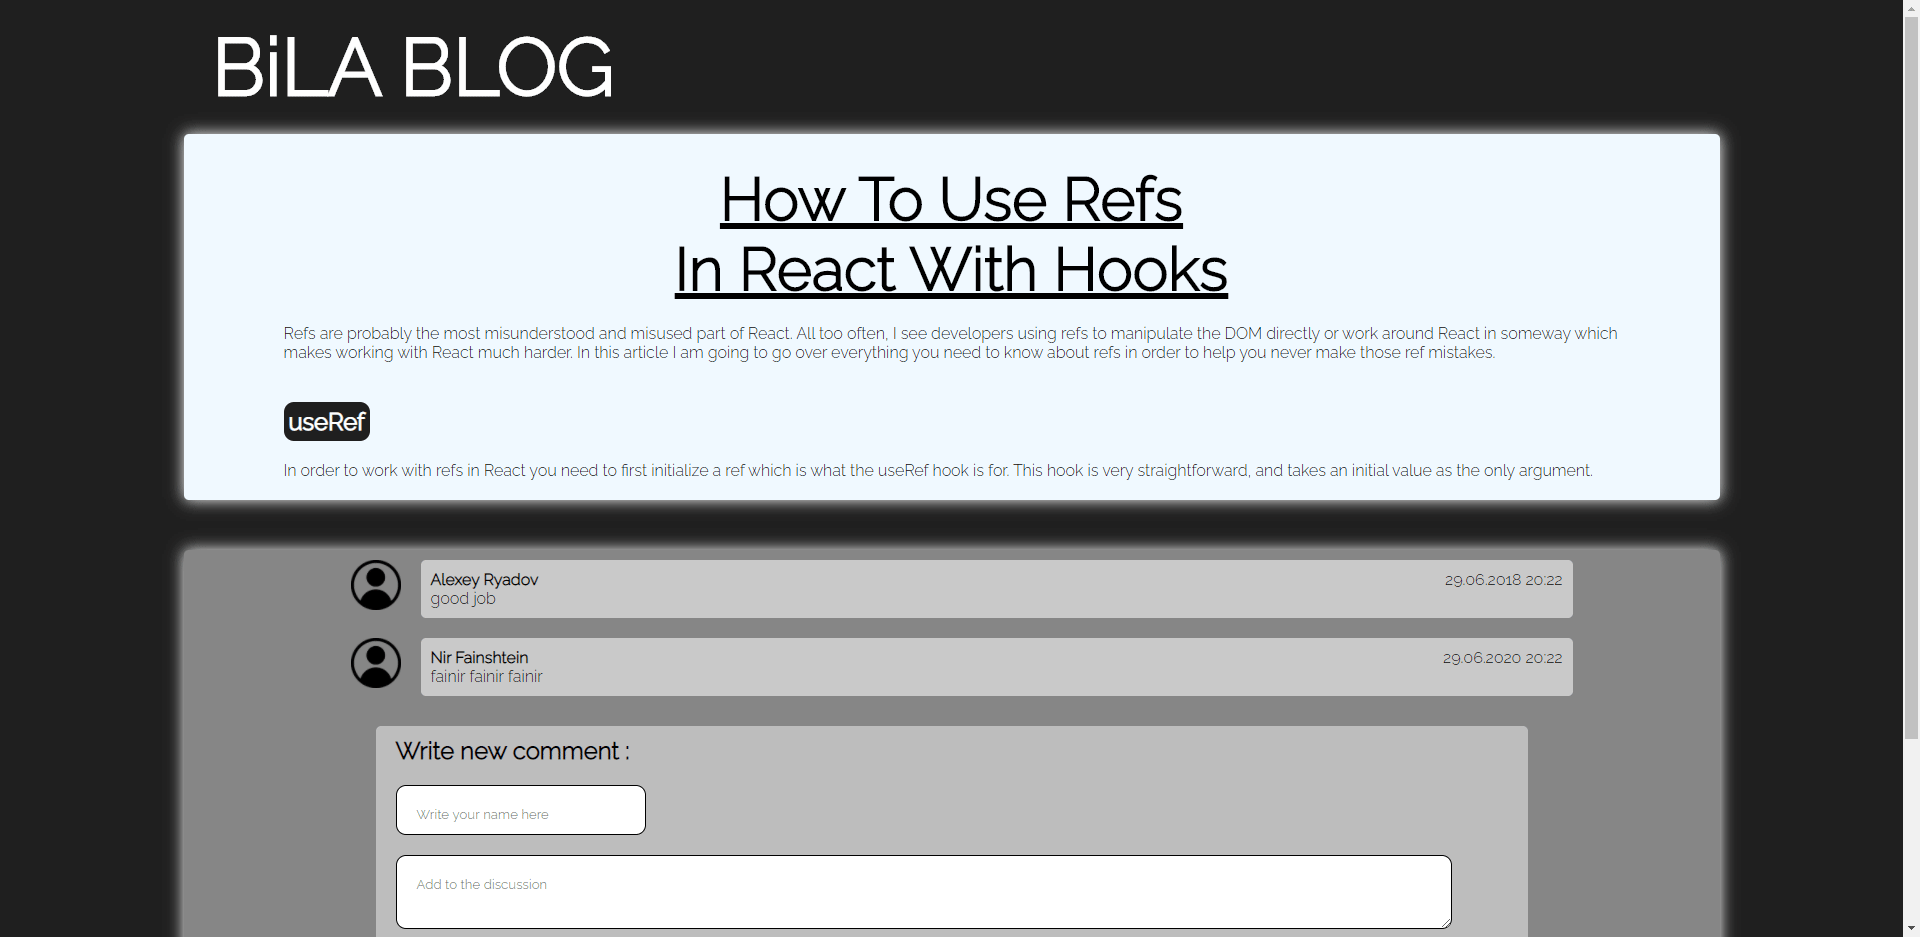 BiLA BLOG
How To Use Refs
In React With Hooks
Refs are probably the most misunderstood and misused part of React. All too often, I see developers using refs to manipulate the DOM directly or work around React in someway which
makes working with React much harder. In this article I am going to go over everything you need to know about refs in order to help you never make those ref mistakes.
useRef
In order to work with refs in React you need to first initialize a ref which is what the useRef hook is for. This hook is very straightforward, and takes an initial value as the only argument.
Alexey Ryadov 29.06.2018 20:22
good job
Nir Fainshtein 29.06.2020 20:22
fainir fainir fainir
Write new comment :
Write your name here
Add to the discussion